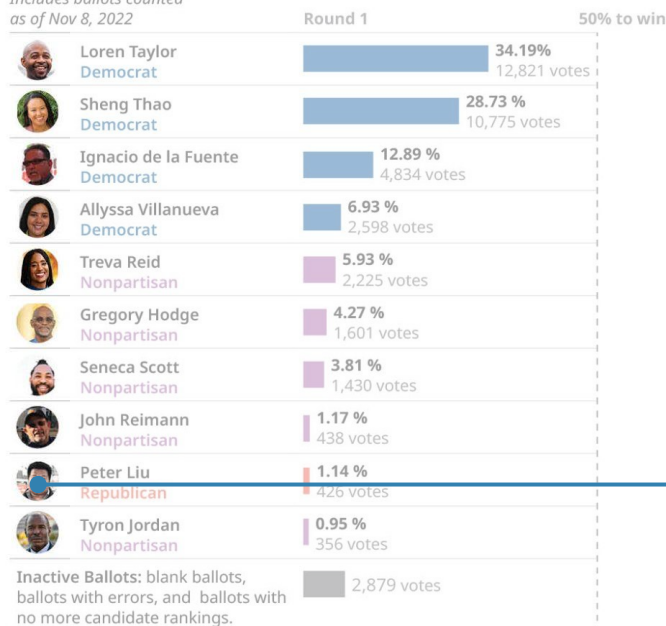 Includes ballots counted
as of Nov 8, 2022
Round 1
50% to win
Loren Taylor
Democrat
34.19%
12,821 votes
Sheng Thao
Democrat
28.73 %
10,775 votes
Ignacio de la Fuente
Democrat
12.89 %
4,834 votes
Allyssa Villanueva
Democrat
6.93 %
2,598 votes
Treva Reid
Nonpartisan
5.93 %
2,225 votes
Gregory Hodge
Nonpartisan
4.27 %
1,601 votes
Seneca Scott
Nonpartisan
3.81 %
1,430 votes
John Reimann
Nonpartisan
1.17 %
438 votes
Peter Liu
Republican
1.14 %
426 votes
Tyron Jordan
Nonpartisan
0.95 %
356 votes
Inactive Ballots: blank ballots,
ballots with errors, and ballots with
no more candidate rankings.
2,879 votes